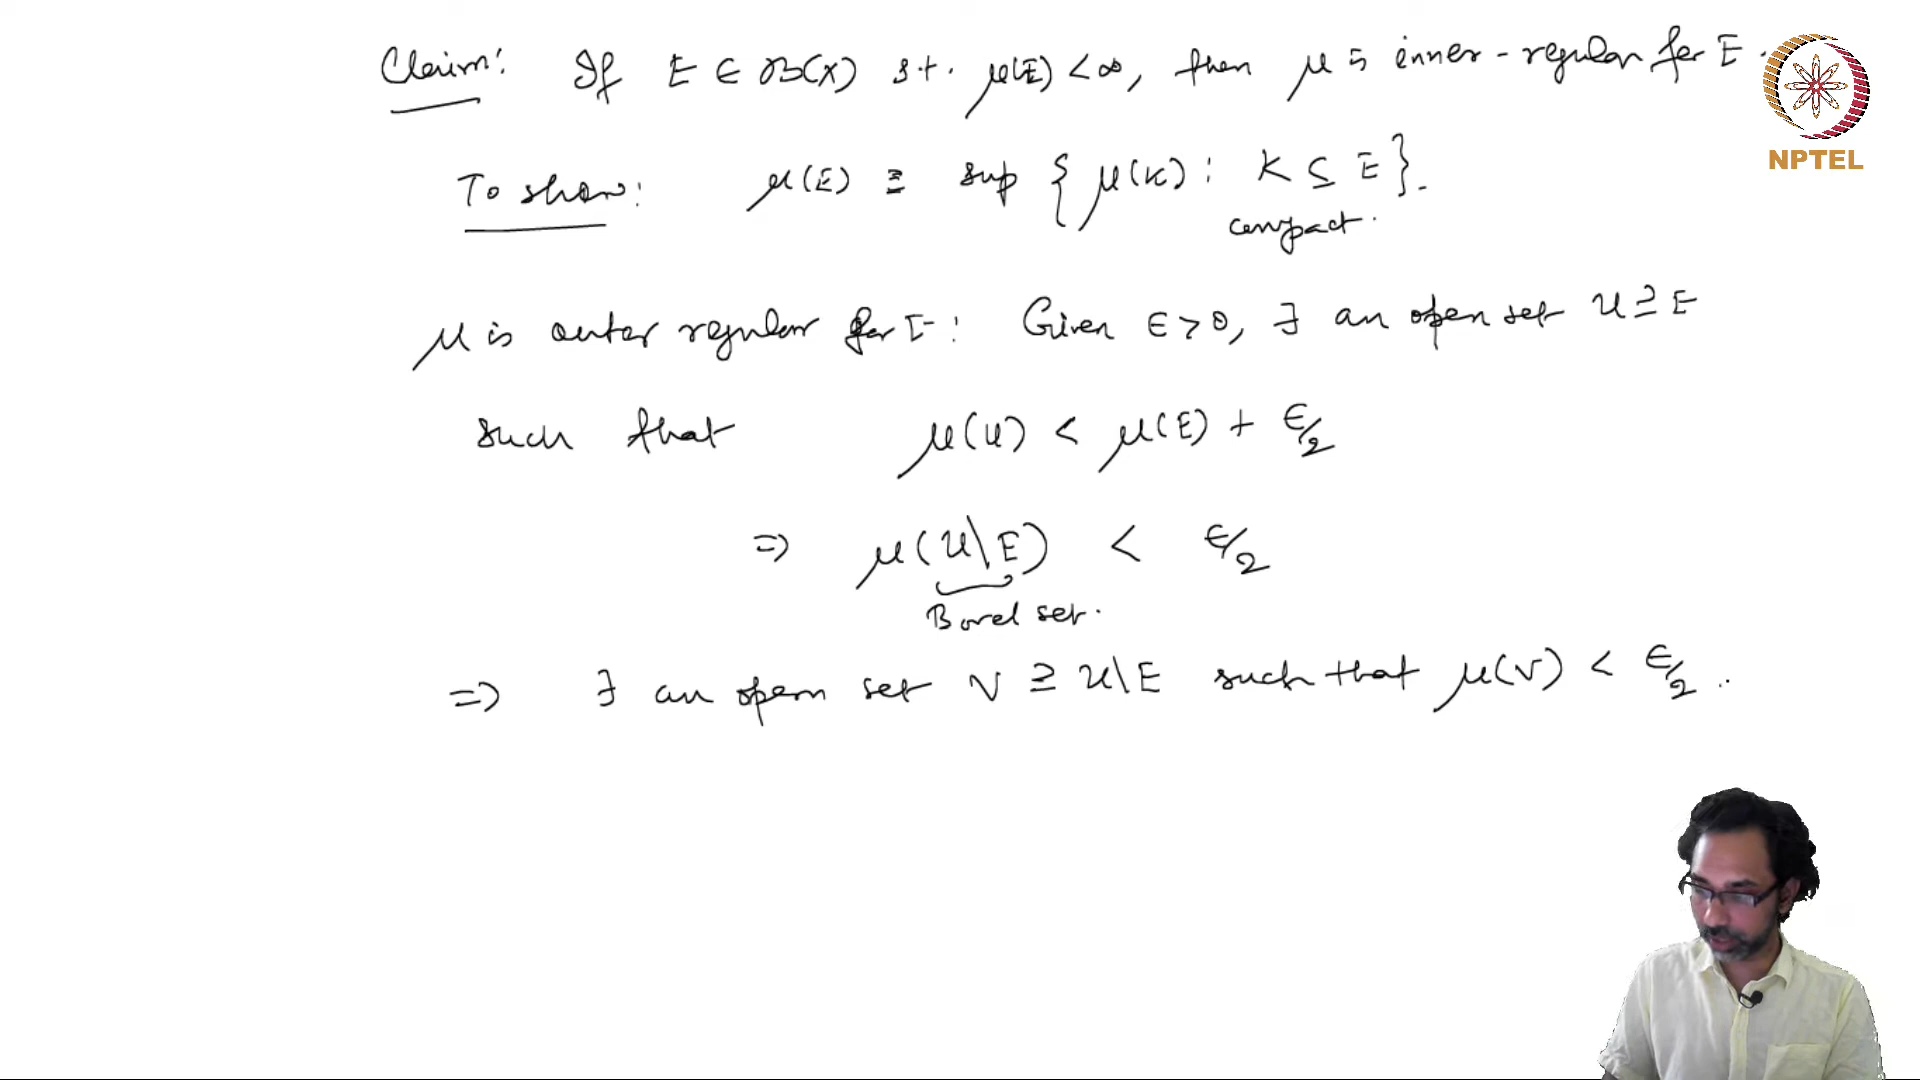 Claim: If E ∈ B(X) s.t. μ(E) < ∞, then μ is inner-regular for E.
NPTEL
To show: μ(E) = sup { μ(K) : K ⊆ E }.
compact.
μ is outer regular for E: Given ε > 0, ∃ an open set U ⊇ E
such that μ(U) < μ(E) + ε/2
⇒ μ(U\E) < ε/2
Borel set.
⇒ ∃ an open set V ⊇ U\E such that μ(V) < ε/2 ..